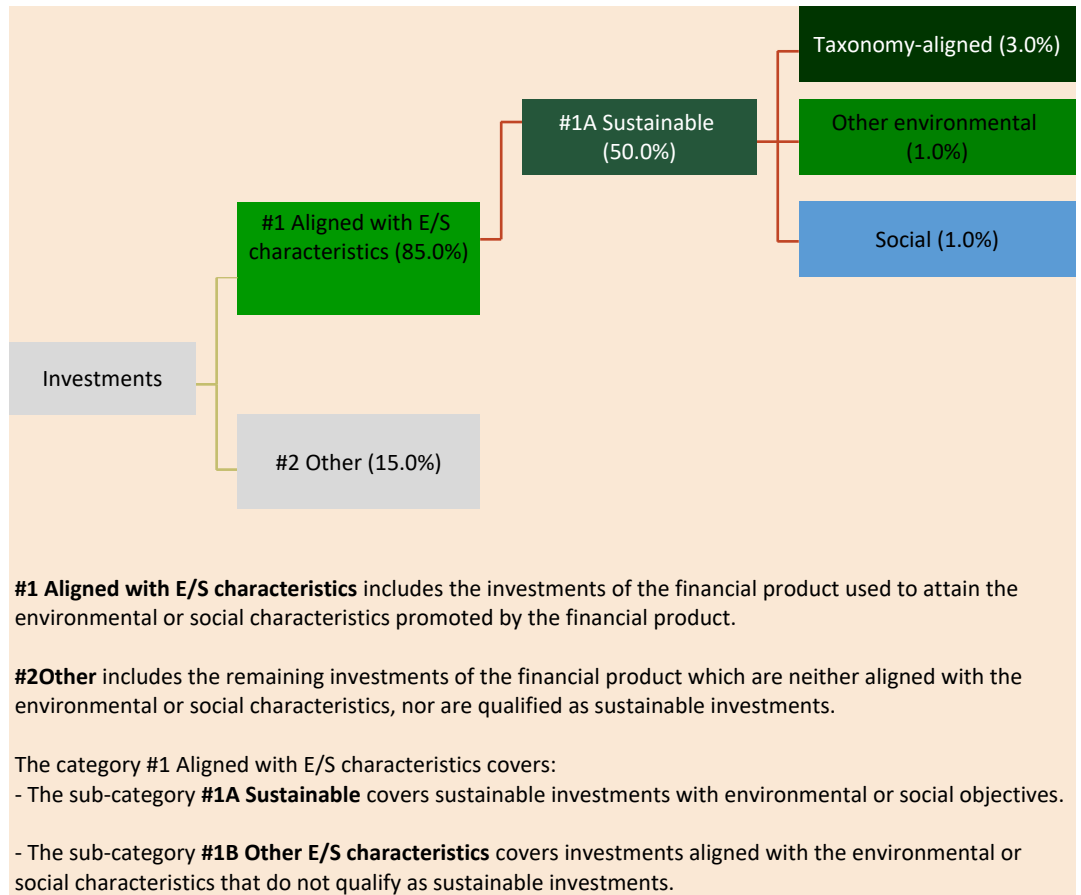 Taxonomy-aligned (3.0%)
#1A Sustainable
(50.0%)
Other environmental
(1.0%)
#1 Aligned with E/S
characteristics (85.0%)
Social (1.0%)
Investments
#2 Other (15.0%)
#1 Aligned with E/S characteristics includes the investments of the financial product used to attain the
environmental or social characteristics promoted by the financial product.
#2Other includes the remaining investments of the financial product which are neither aligned with the
environmental or social characteristics, nor are qualified as sustainable investments.
The category #1 Aligned with E/S characteristics covers:
- The sub-category #1A Sustainable covers sustainable investments with environmental or social objectives.
- The sub-category #1B Other E/S characteristics covers investments aligned with the environmental or
social characteristics that do not qualify as sustainable investments.